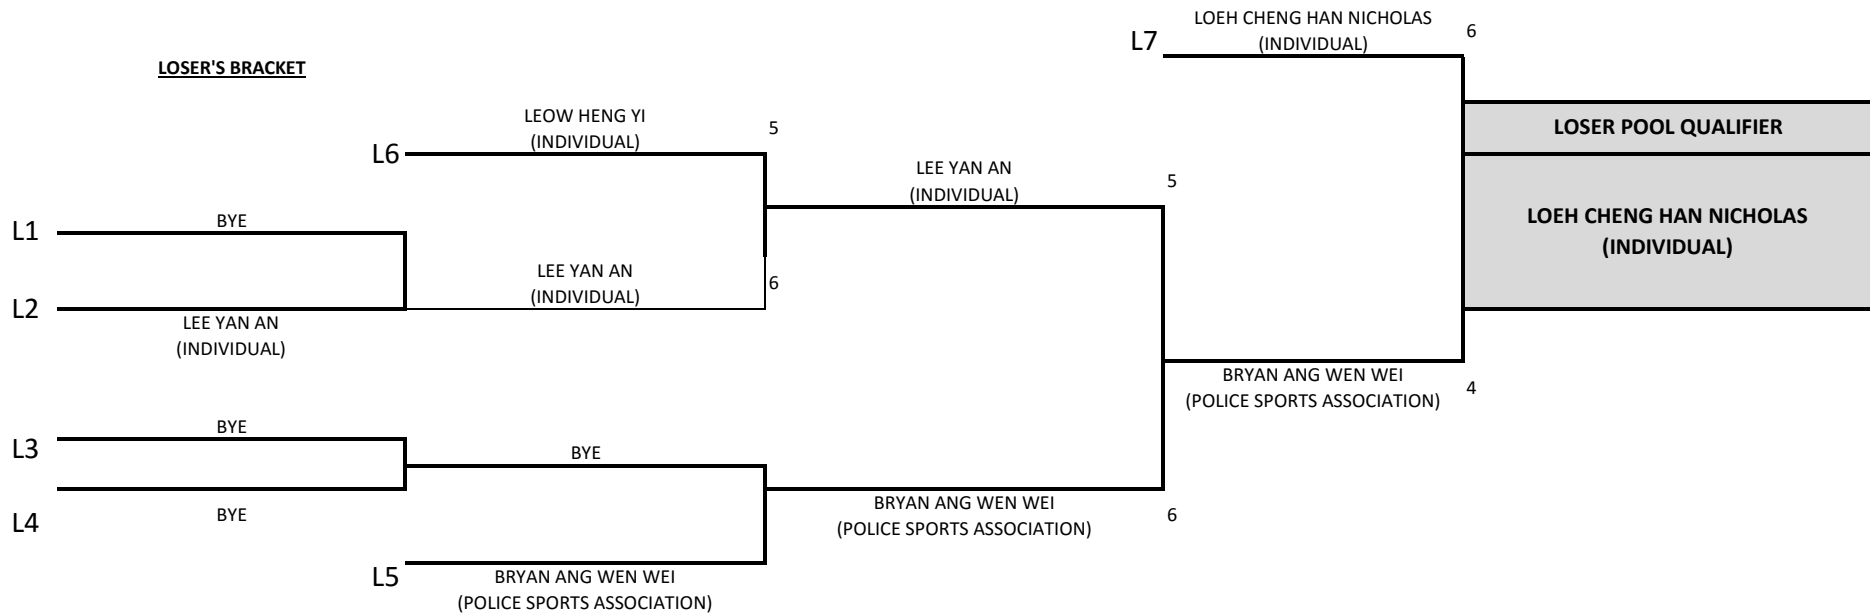 LOSER'S BRACKET
L7
LOEH CHENG HAN NICHOLAS
(INDIVIDUAL)
6
L6
LEOW HENG YI
(INDIVIDUAL)
5
LOSER POOL QUALIFIER
LEE YAN AN
(INDIVIDUAL)
5
L1
BYE
LOEH CHENG HAN NICHOLAS
(INDIVIDUAL)
LEE YAN AN
(INDIVIDUAL)
6
L2
LEE YAN AN
(INDIVIDUAL)
BRYAN ANG WEN WEI
(POLICE SPORTS ASSOCIATION)
4
L3
BYE
BYE
L4
BYE
BRYAN ANG WEN WEI
(POLICE SPORTS ASSOCIATION)
6
L5
BRYAN ANG WEN WEI
(POLICE SPORTS ASSOCIATION)